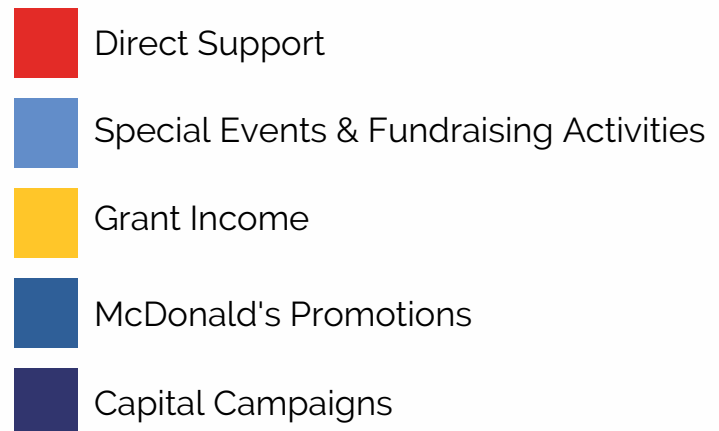 Direct Support
Special Events & Fundraising Activities
Grant Income
McDonald's Promotions
Capital Campaigns